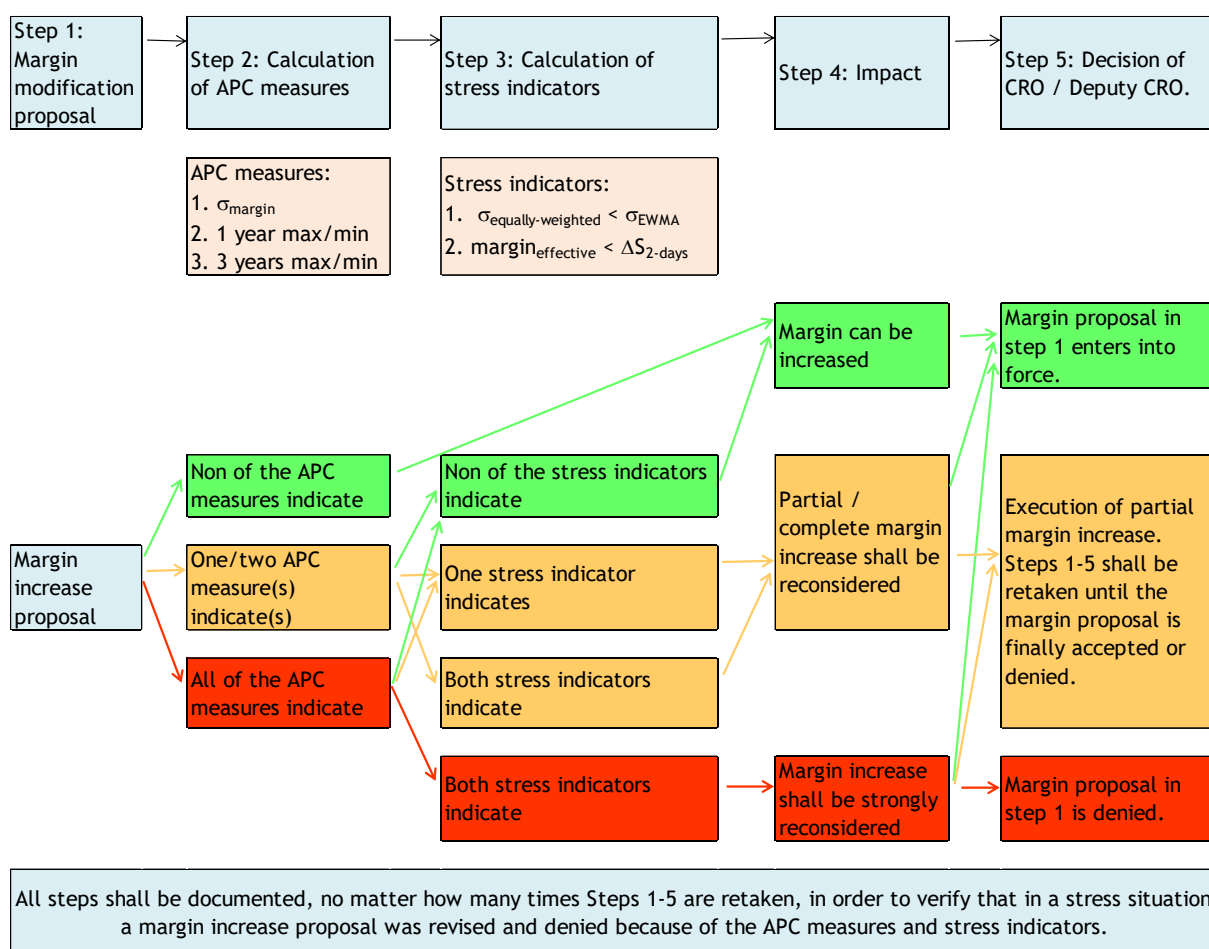 Step 1:
Margin
modification
proposal
Step 2: Calculation
of APC measures
Step 3: Calculation of
stress indicators
Step 4: Impact
Step 5: Decision of
CRO / Deputy CRO.
APC measures:
1. σmargin
2. 1 year max/min
3. 3 years max/min
Stress indicators:
1. σequally-weighted < σEWMA
2. margineffective < ΔS2-days
Margin can be
increased
Margin proposal in
step 1 enters into
force.
Non of the APC
measures indicate
Non of the stress indicators
indicate
Partial /
complete margin
increase shall be
reconsidered
Execution of partial
margin increase.
Steps 1-5 shall be
retaken until the
margin proposal is
finally accepted or
denied.
Margin
increase
proposal
One/two APC
measure(s)
indicate(s)
One stress indicator
indicates
All of the APC
measures indicate
Both stress indicators
indicate
Both stress indicators
indicate
Margin increase
shall be strongly
reconsidered
Margin proposal in
step 1 is denied.
All steps shall be documented, no matter how many times Steps 1-5 are retaken, in order to verify that in a stress situation
a margin increase proposal was revised and denied because of the APC measures and stress indicators.